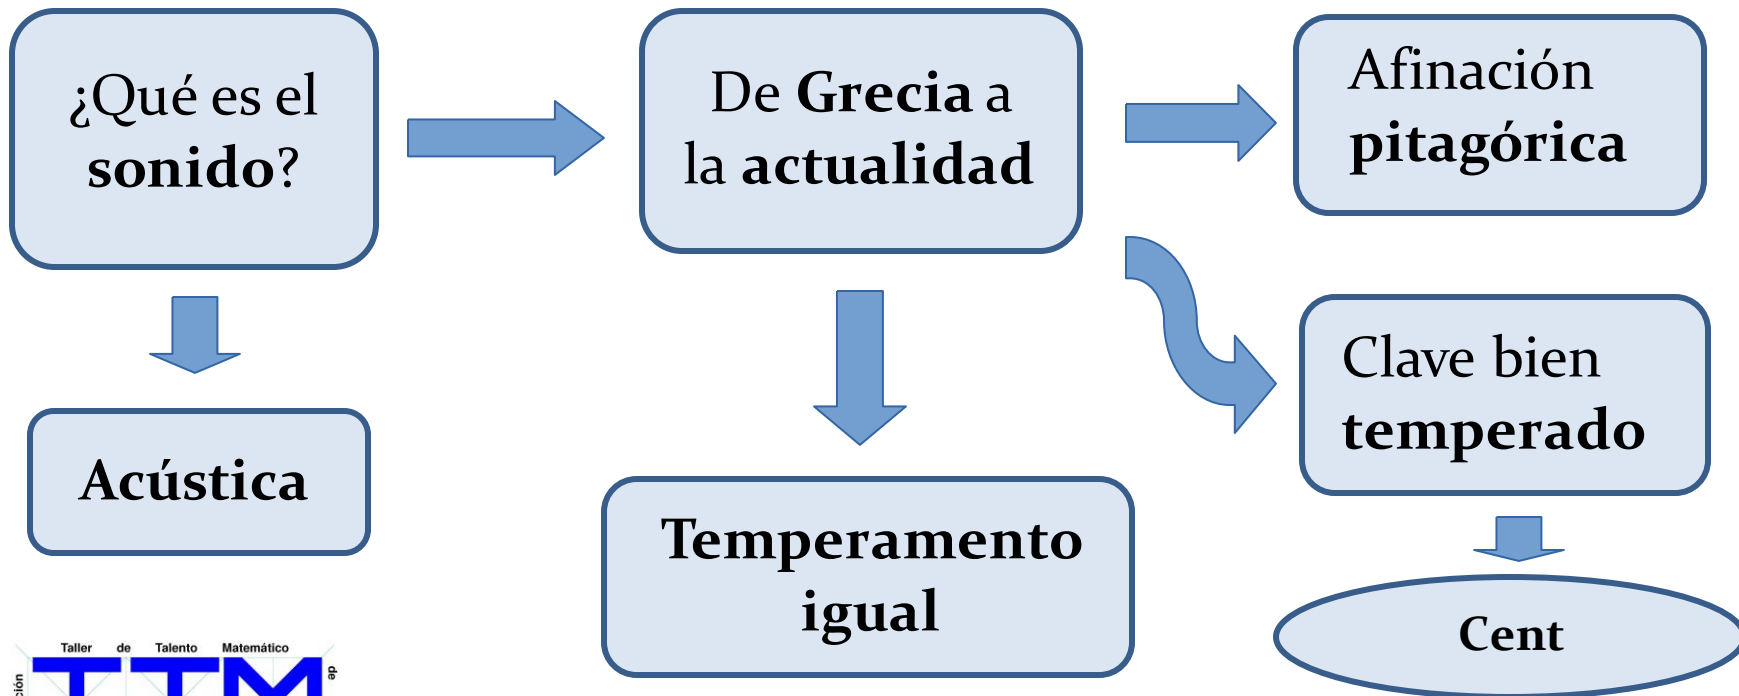 ¿Qué es el
sonido?
De Grecia a
la actualidad
Afinación
pitagórica
Clave bien
temperado
Acústica
Temperamento
igual
Cent
Taller de Talento Matemático
de
TTM